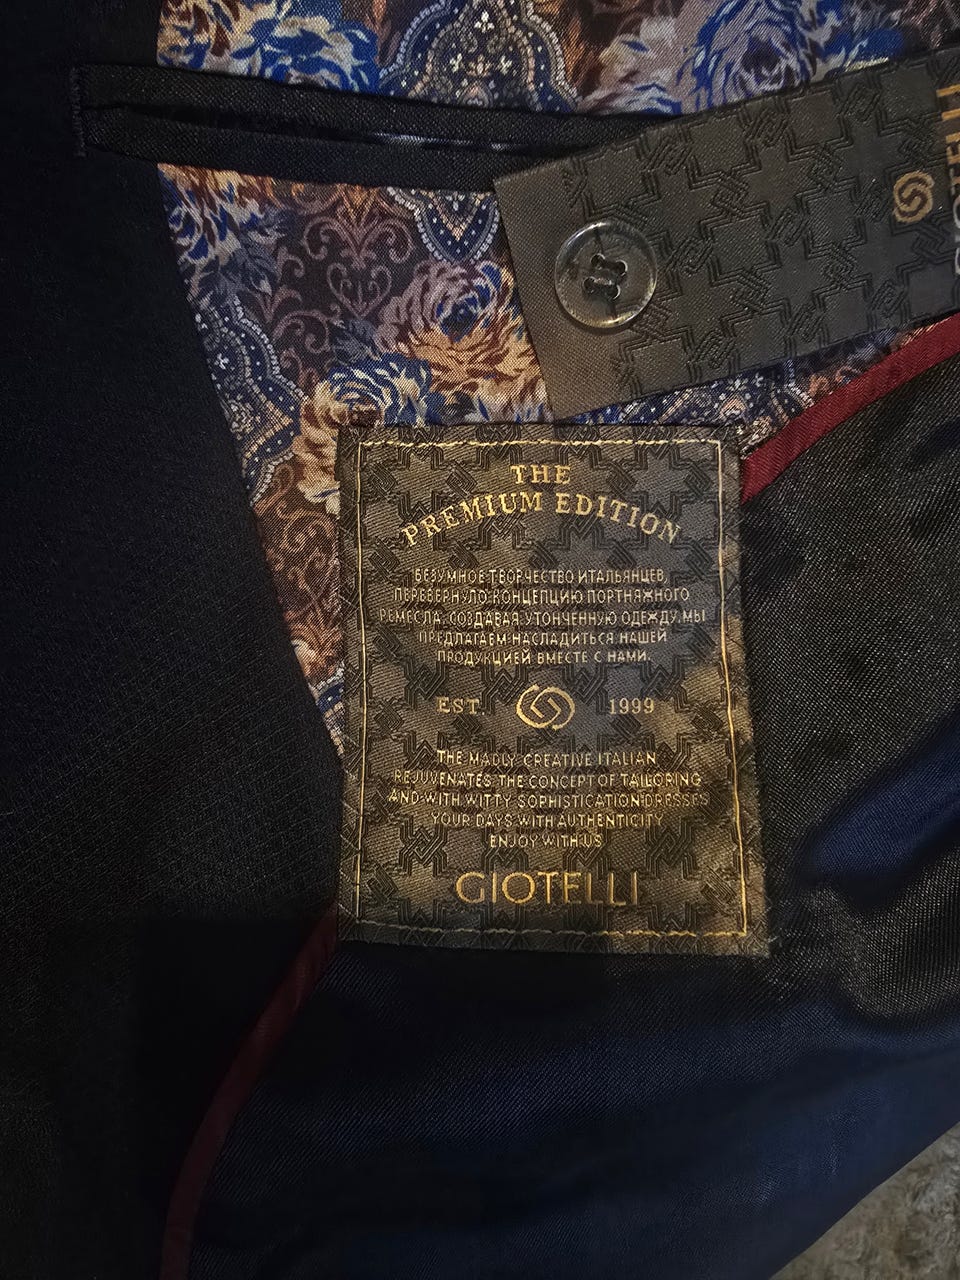 GIOTELLI
THE
PREMIUM EDITION
БЕЗУМНОЕ ТВОРЧЕСТВО ИТАЛЬЯНЦЕВ,
ПЕРЕВЕРНУЛО КОНЦЕПЦИЮ ПОРТНЯЖНОГО
РЕМЕСЛА, СОЗДАВАЯ УТОНЧЕННУЮ ОДЕЖДУ. МЫ
ПРЕДЛАГАЕМ НАСЛАДИТЬСЯ НАШЕЙ
ПРОДУКЦИЕЙ ВМЕСТЕ С НАМИ.
EST. 1999
THE MADLY CREATIVE ITALIAN
REJUVENATES THE CONCEPT OF TAILORING
AND WITH WITTY SOPHISTICATION DRESSES
YOUR DAYS WITH AUTHENTICITY
ENJOY WITH US
GIOTELLI